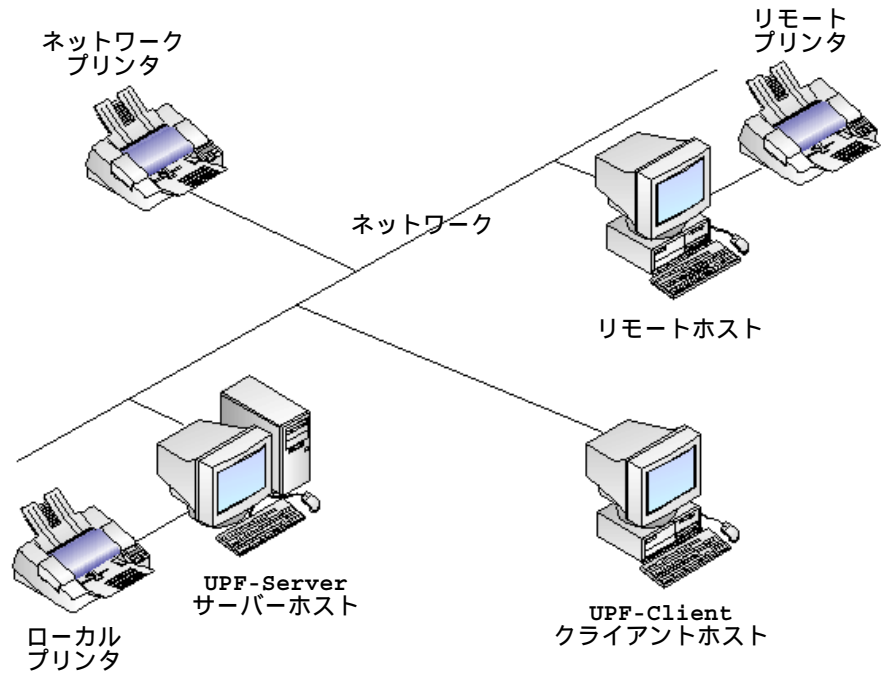 ネットワーク
プリンタ
リモート
プリンタ
ネットワーク
リモートホスト
UPF-Server
サーバーホスト
UPF-Client
クライアントホスト
ローカル
プリンタ